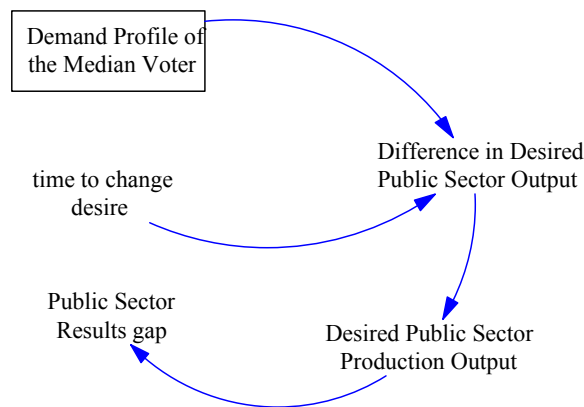 Demand Profile of
the Median Voter
Difference in Desired
Public Sector Output
time to change
desire
Public Sector
Results gap
Desired Public Sector
Production Output